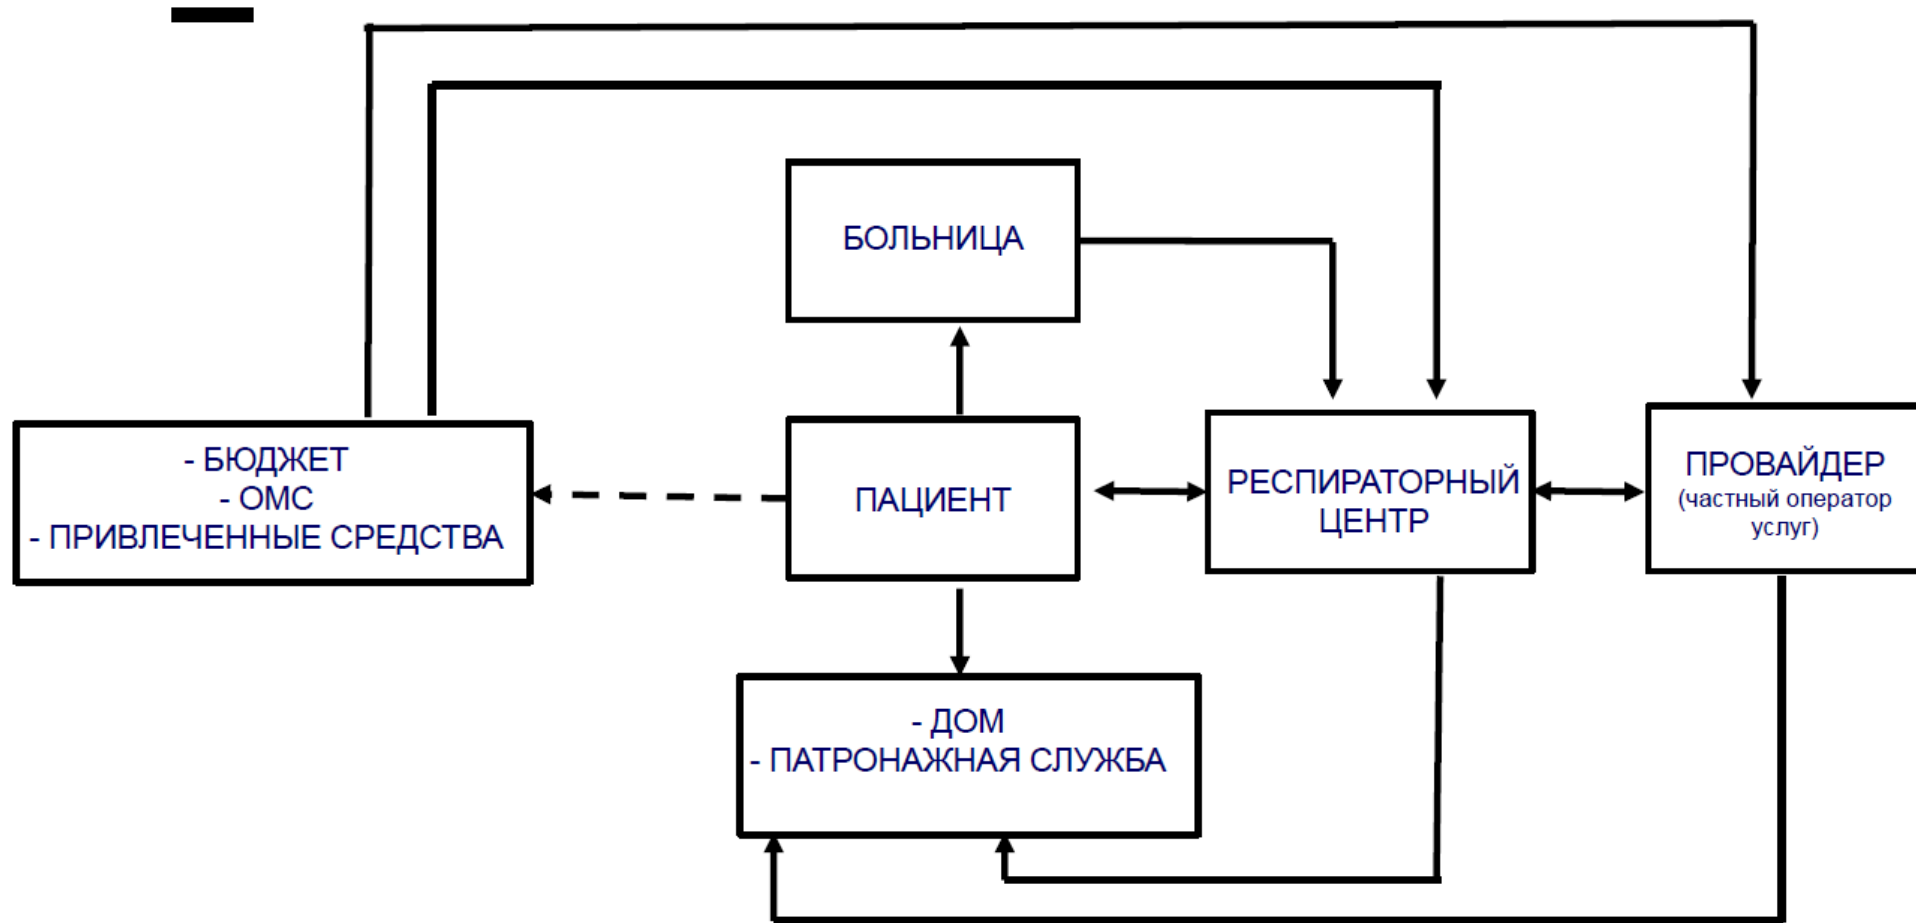 БОЛЬНИЦА
- БЮДЖЕТ
- ОМС
- ПРИВЛЕЧЕННЫЕ СРЕДСТВА
ПАЦИЕНТ
РЕСПИРАТОРНЫЙ
ЦЕНТР
ПРОВАЙДЕР
(частный оператор
услуг)
- ДОМ
- ПАТРОНАЖНАЯ СЛУЖБА